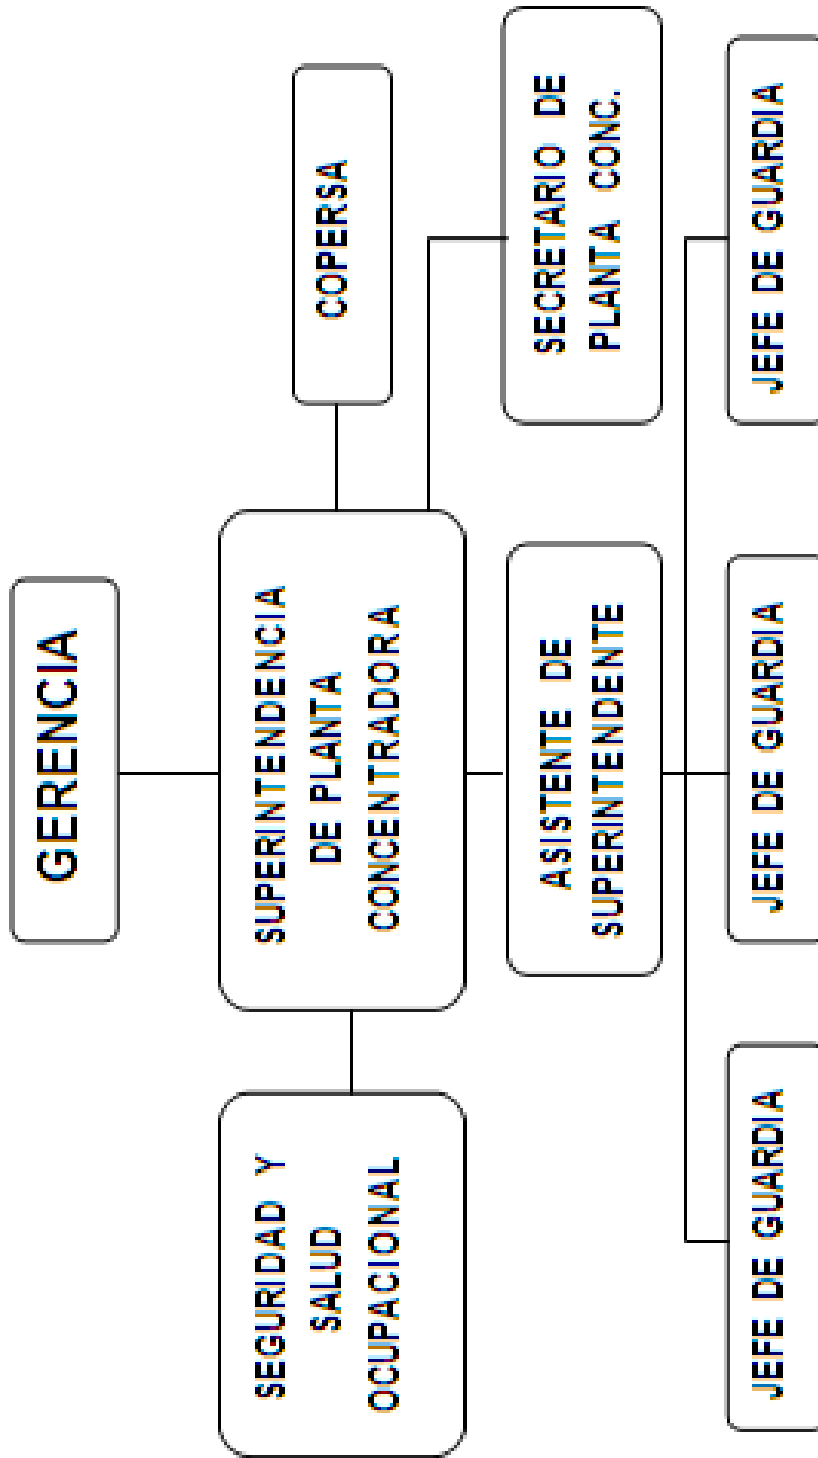 GERENCIA
SEGURIDAD Y
SALUD
OCUPACIONAL
SUPERINTENDENCIA
DE PLANTA
CONCENTRADORA
COPERSA
ASISTENTE DE
SUPERINTENDENTE
SECRETARIO DE
PLANTA CONC.
JEFE DE GUARDIA
JEFE DE GUARDIA
JEFE DE GUARDIA